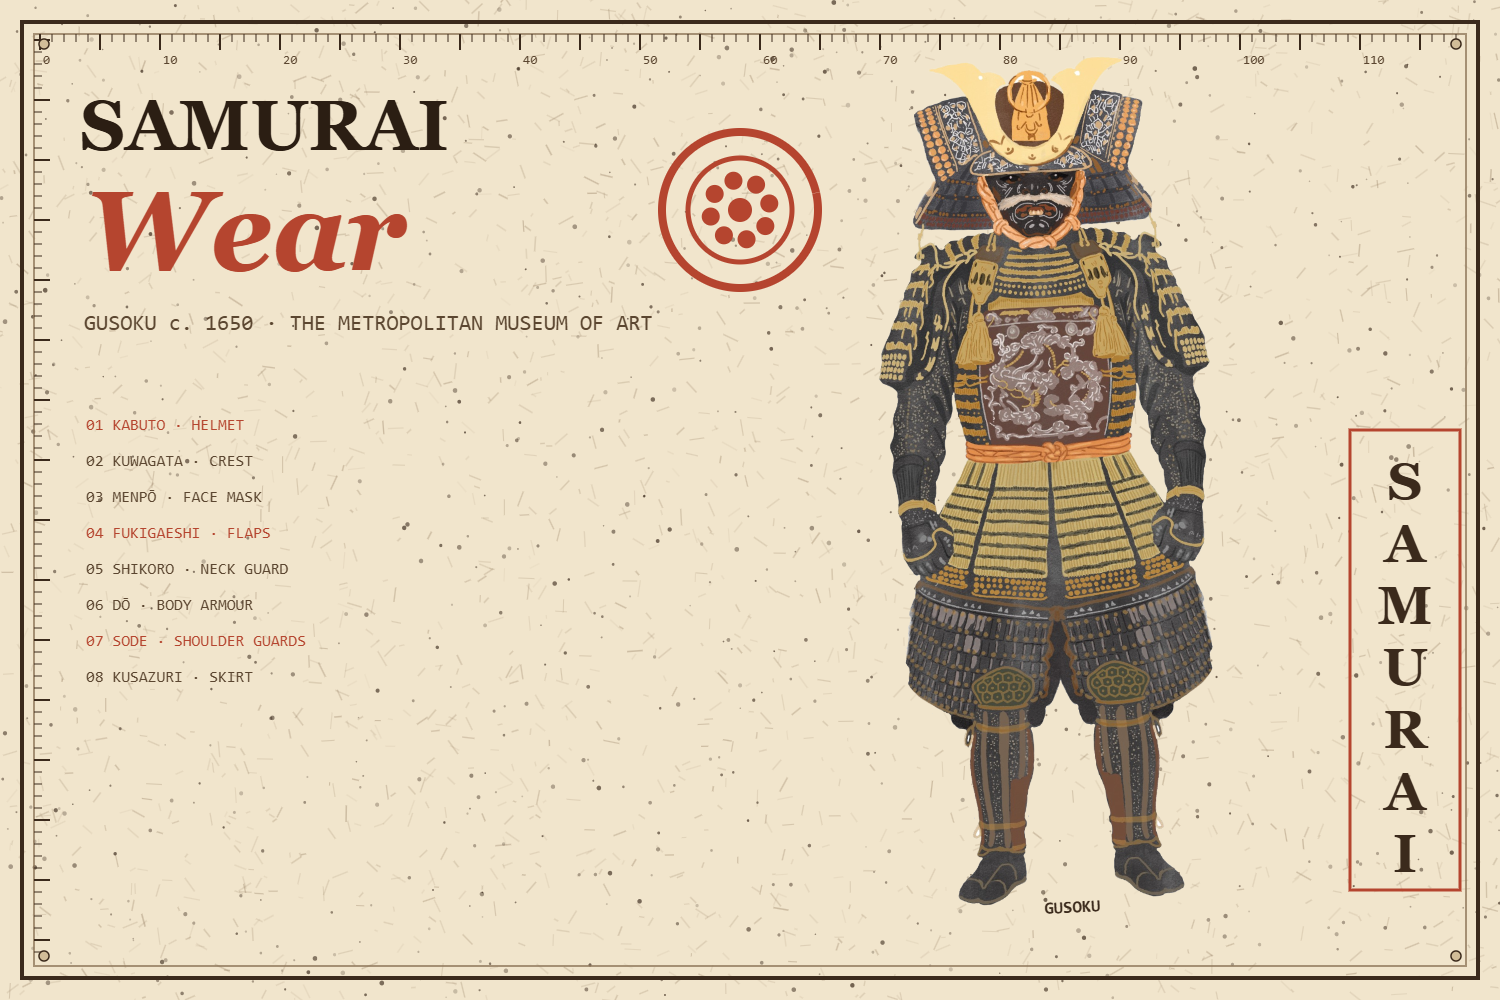 0 10 20 30 40 50 60 70 80 90 100 110
SAMURAI
Wear
GUSOKU c. 1650 · THE METROPOLITAN MUSEUM OF ART
01 KABUTO · HELMET
02 KUWAGATA · CREST
03 MENPŌ · FACE MASK
04 FUKIGAESHI · FLAPS
05 SHIKORO · NECK GUARD
06 DŌ · BODY ARMOUR
07 SODE · SHOULDER GUARDS
08 KUSAZURI · SKIRT
GUSOKU
SAMURAI